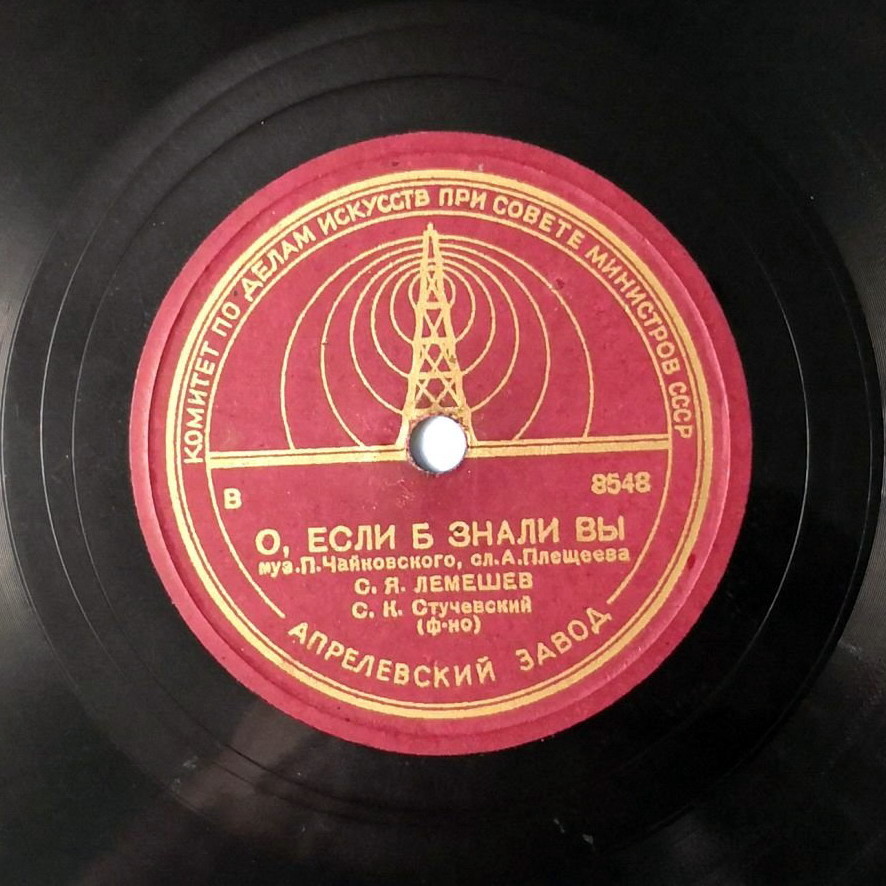 КОМИТЕТ ПО ДЕЛАМ ИСКУССТВ ПРИ СОВЕТЕ МИНИСТРОВ СССР
В 8548
О, ЕСЛИ Б ЗНАЛИ ВЫ
муз. П. Чайковского, сл. А. Плещеева
С. Я. ЛЕМЕШЕВ
С. К. Стучевский
(ф-но)
АПРЕЛЕВСКИЙ ЗАВОД